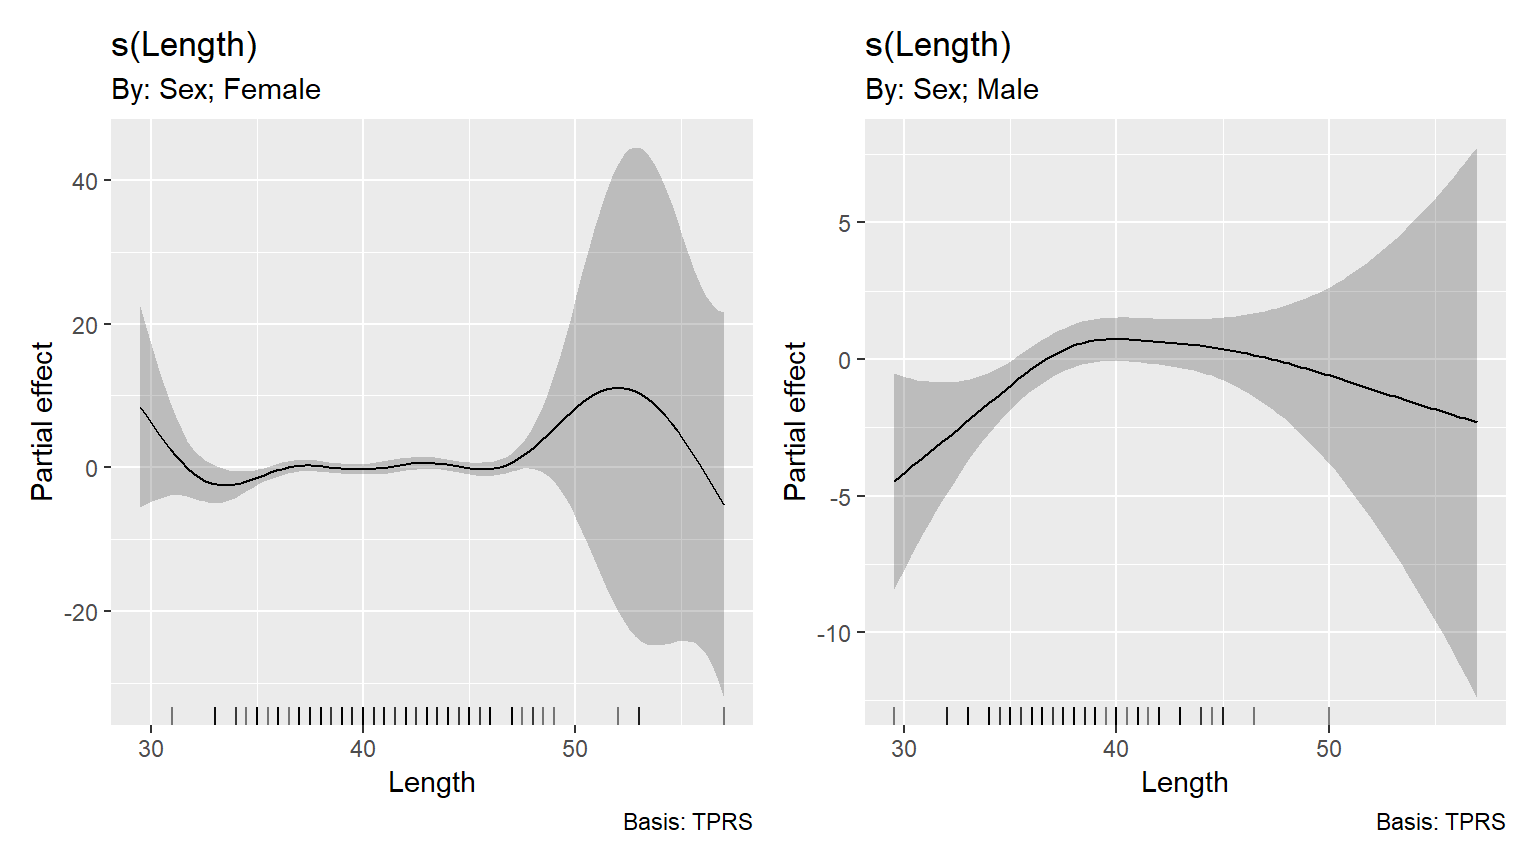 s(Length)
By: Sex; Female
Partial effect
40
20
0
-20
30
40
50
Length
Basis: TPRS
s(Length)
By: Sex; Male
Partial effect
5
0
-5
-10
30
40
50
Length
Basis: TPRS